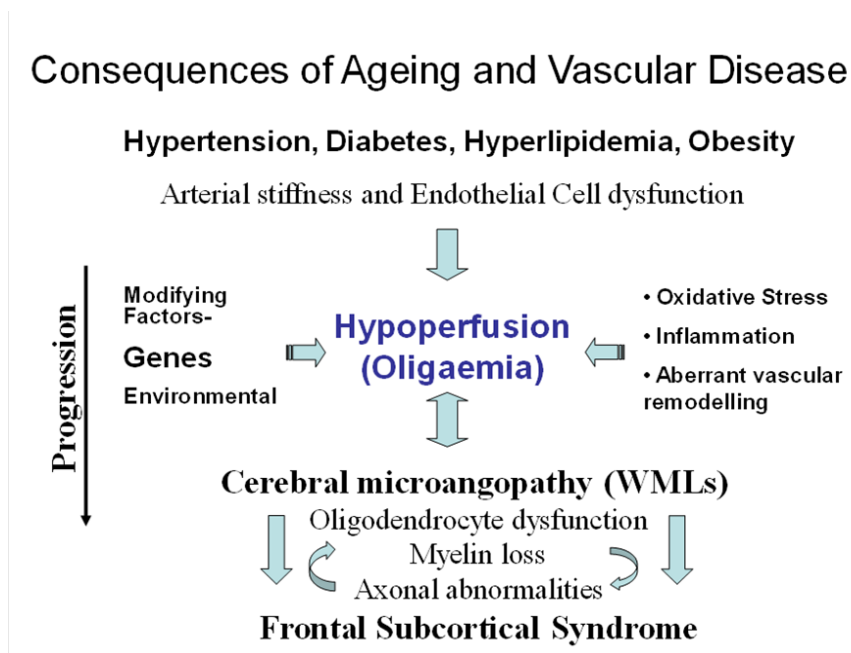 Consequences of Ageing and Vascular Disease
Hypertension, Diabetes, Hyperlipidemia, Obesity
Arterial stiffness and Endothelial Cell dysfunction
Progression
Modifying
Factors-
Genes
Environmental
Hypoperfusion
(Oligaemia)
• Oxidative Stress
• Inflammation
• Aberrant vascular
remodelling
Cerebral microangopathy (WMLs)
Oligodendrocyte dysfunction
Myelin loss
Axonal abnormalities
Frontal Subcortical Syndrome